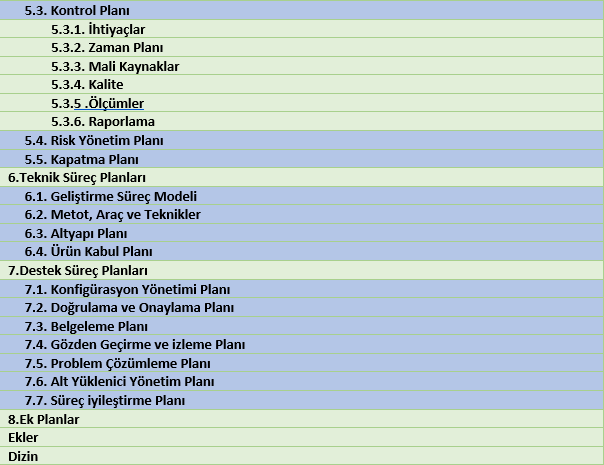 5.3. Kontrol Planı
5.3.1. İhtiyaçlar
5.3.2. Zaman Planı
5.3.3. Mali Kaynaklar
5.3.4. Kalite
5.3.5 .Ölçümler
5.3.6. Raporlama
5.4. Risk Yönetim Planı
5.5. Kapatma Planı
6.Teknik Süreç Planları
6.1. Geliştirme Süreç Modeli
6.2. Metot, Araç ve Teknikler
6.3. Altyapı Planı
6.4. Ürün Kabul Planı
7.Destek Süreç Planları
7.1. Konfigürasyon Yönetimi Planı
7.2. Doğrulama ve Onaylama Planı
7.3. Belgeleme Planı
7.4. Gözden Geçirme ve izleme Planı
7.5. Problem Çözümleme Planı
7.6. Alt Yüklenici Yönetim Planı
7.7. Süreç iyileştirme Planı
8.Ek Planlar
Ekler
Dizin